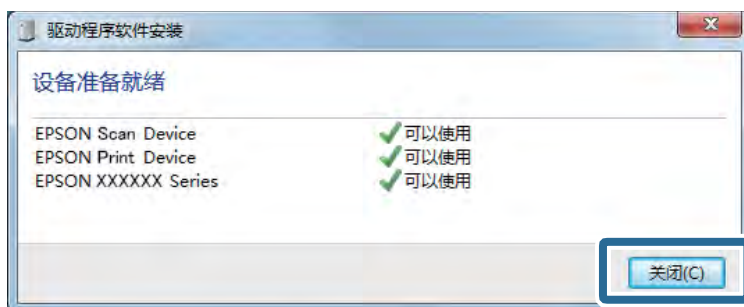 驱动程序软件安装
设备准备就绪
EPSON Scan Device 可以使用
EPSON Print Device 可以使用
EPSON XXXXXX Series 可以使用
关闭(C)